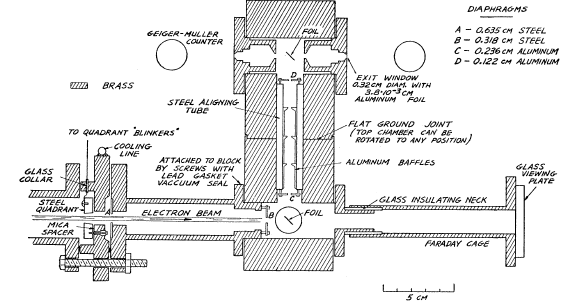 DIAPHRAGMS
A - 0.635 CM STEEL
B - 0.318 CM STEEL
C - 0.236 CM ALUMINUM
D - 0.122 CM ALUMINUM
GEIGER-MULLER
COUNTER
FOIL
BRASS
D
EXIT WINDOW
0.32CM DIAM. WITH
3.8·10⁻³ CM
ALUMINUM FOIL
STEEL ALIGNING
TUBE
TO QUADRANT "BLINKERS"
COOLING
LINE
FLAT GROUND JOINT
(TOP CHAMBER CAN BE
ROTATED TO ANY POSITION)
GLASS
COLLAR
ATTACHED TO BLOCK
BY SCREWS WITH
LEAD GASKET
VACCUUM SEAL
ALUMINUM BAFFLES
GLASS
VIEWING
PLATE
STEEL
QUADRANT
C
GLASS INSULATING NECK
A
ELECTRON BEAM
B
FOIL
MICA
SPACER
FARADAY CAGE
5 CM